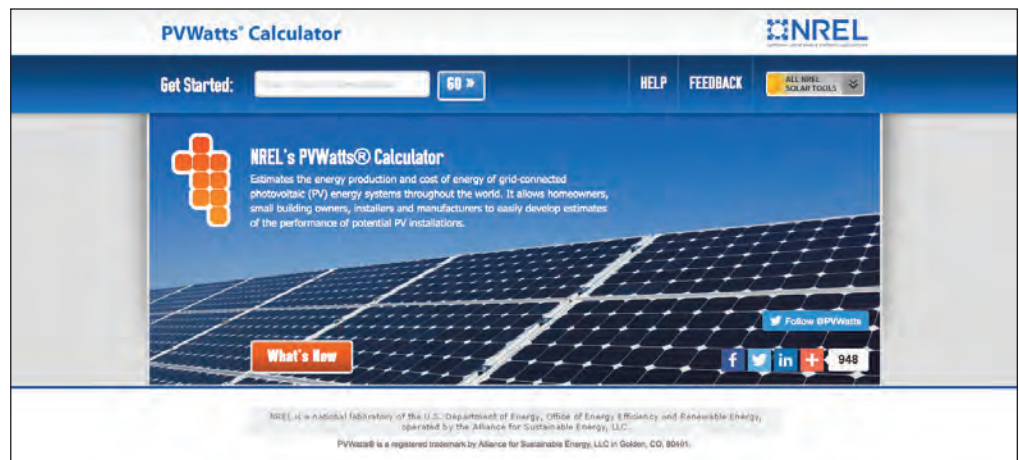 PVWatts® Calculator
NREL
Get Started:
GO »
HELP
FEEDBACK
ALL NREL
SOLAR TOOLS
NREL's PVWatts® Calculator
Estimates the energy production and cost of energy of grid-connected
photovoltaic (PV) energy systems throughout the world. It allows homeowners,
small building owners, installers and manufacturers to easily develop estimates
of the performance of potential PV installations.
Follow @PVWatts
What's New
f
in
+
948
NREL is a national laboratory of the U.S. Department of Energy, Office of Energy Efficiency and Renewable Energy,
operated by the Alliance for Sustainable Energy, LLC.
PVWatts® is a registered trademark by Alliance for Sustainable Energy, LLC in Golden, CO, 80401.